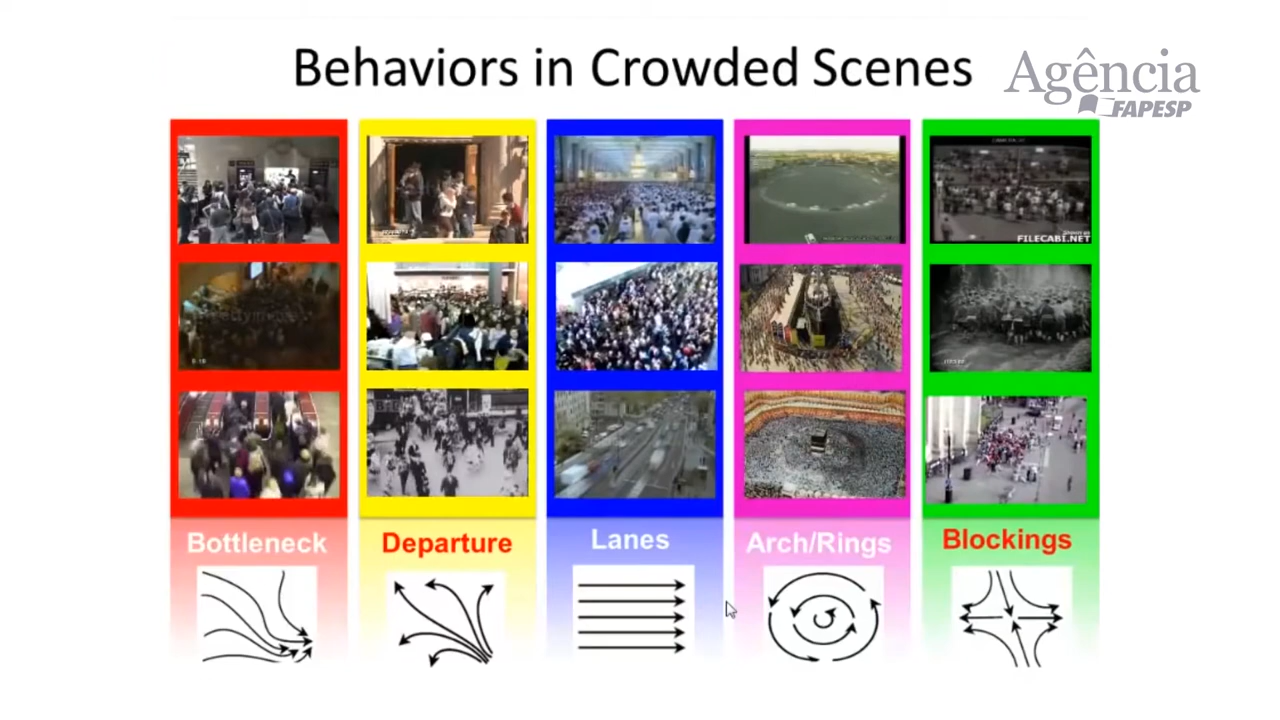 Behaviors in Crowded Scenes
Agência
FAPESP
FILECABI.NET
Bottleneck
Departure
Lanes
Arch/Rings
Blockings